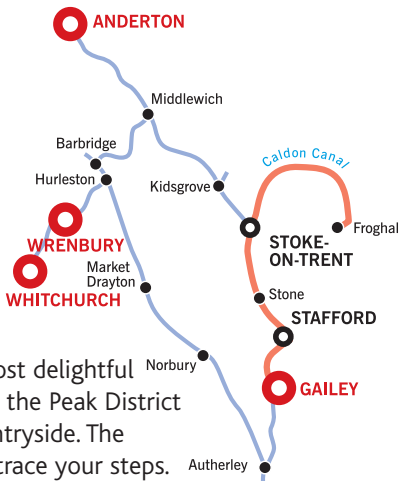 ANDERTON
Middlewich
Barbridge
Caldon Canal
Hurleston
Kidsgrove
WRENBURY
Froghal
STOKE-
ON-TRENT
Market
Drayton
WHITCHURCH
Stone
STAFFORD
Norbury
GAILEY
ost delightful
the Peak District
ntryside. The
trace your steps.
Autherley